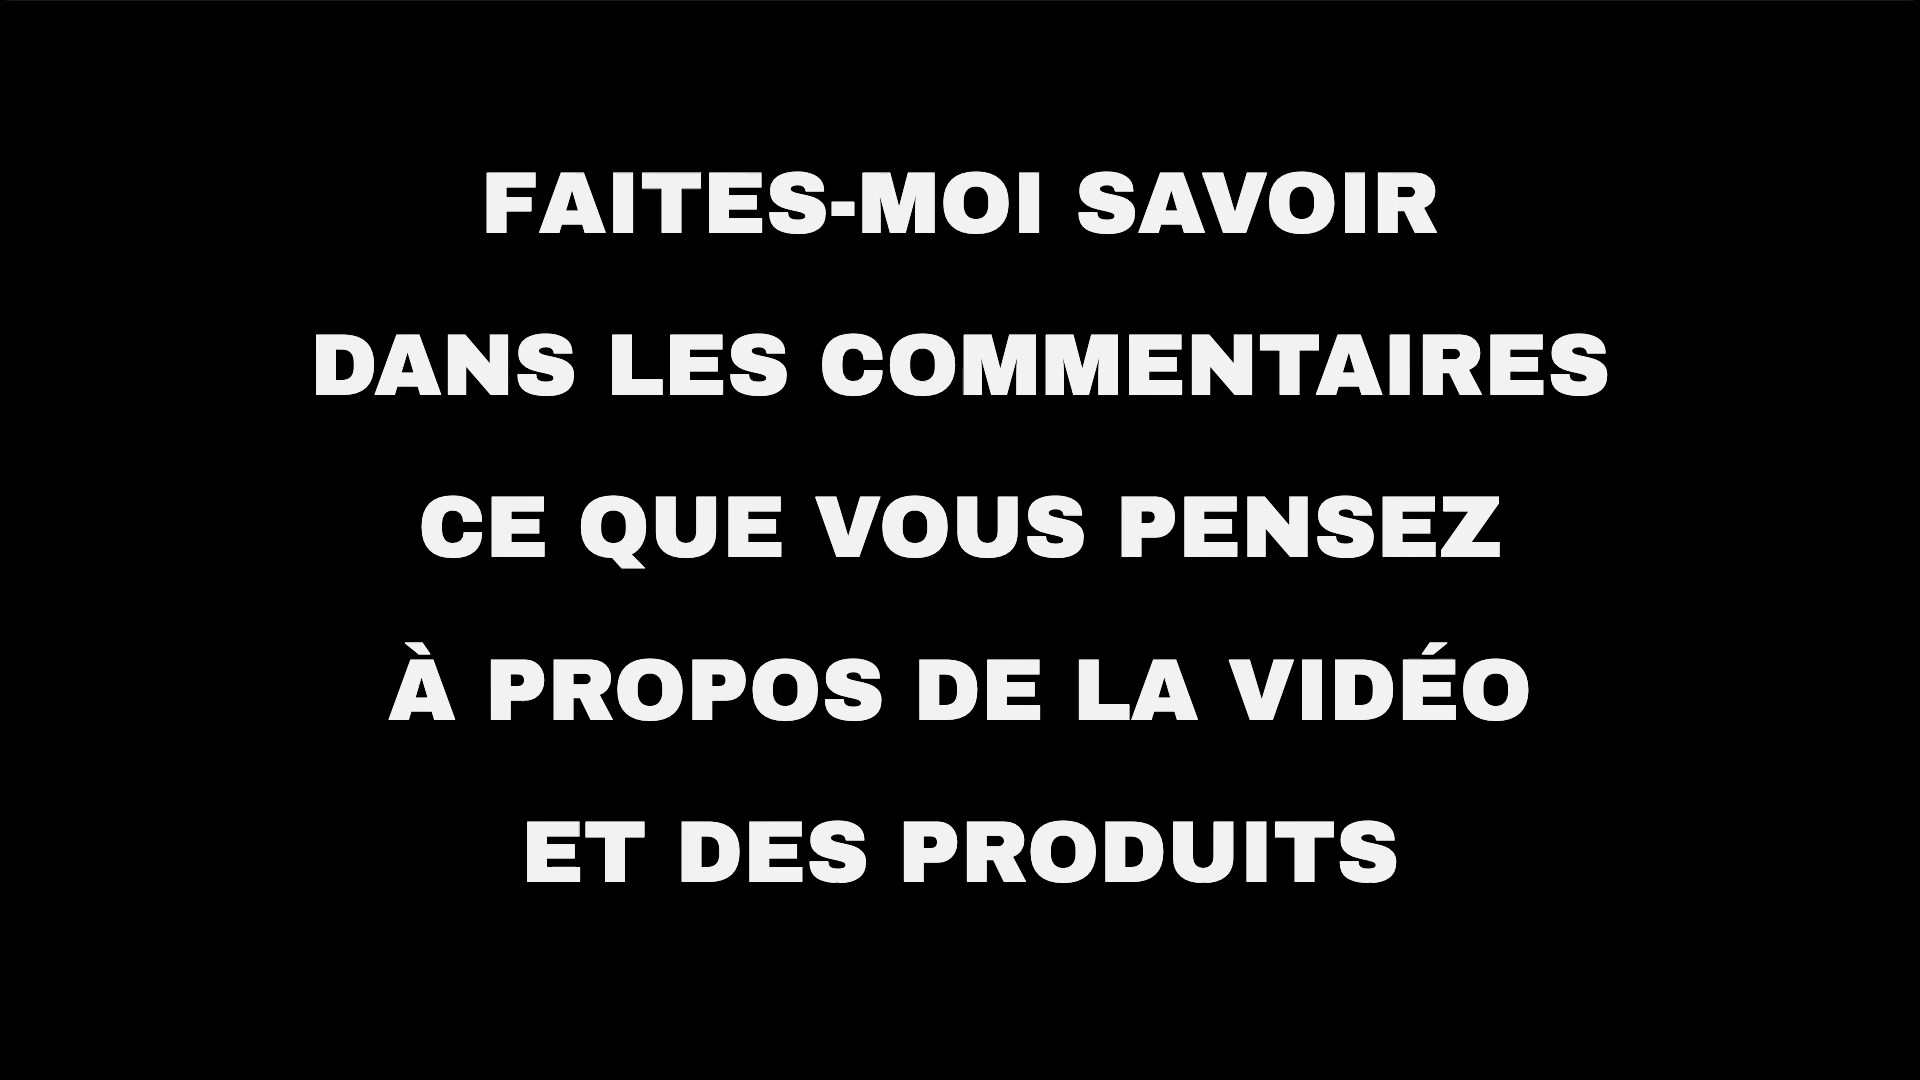 FAITES-MOI SAVOIR
DANS LES COMMENTAIRES
CE QUE VOUS PENSEZ
À PROPOS DE LA VIDÉO
ET DES PRODUITS